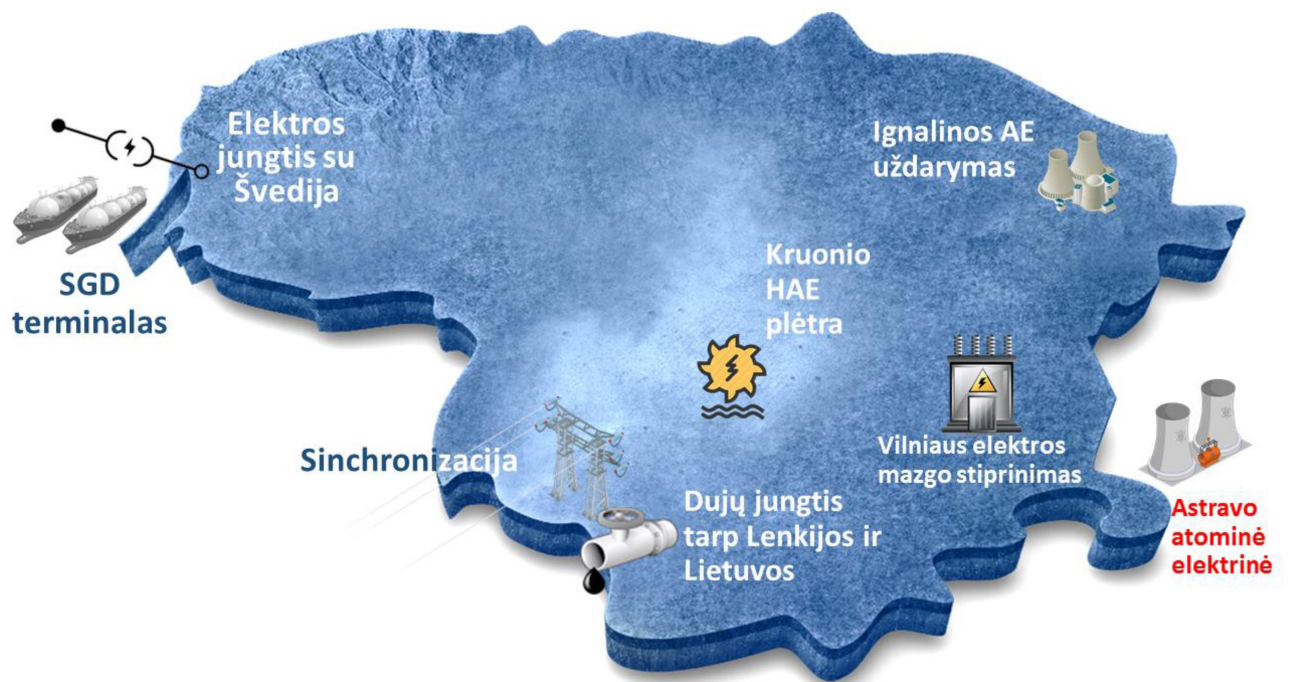 Elektros
jungtis su
Švedija
Ignalinos AE
uždarymas
SGD
terminalas
Kruonio
HAE
plėtra
Vilniaus elektros
mazgo stiprinimas
Sinchronizacija
Dujų jungtis
tarp Lenkijos ir
Lietuvos
Astravo
atominė
elektrinė